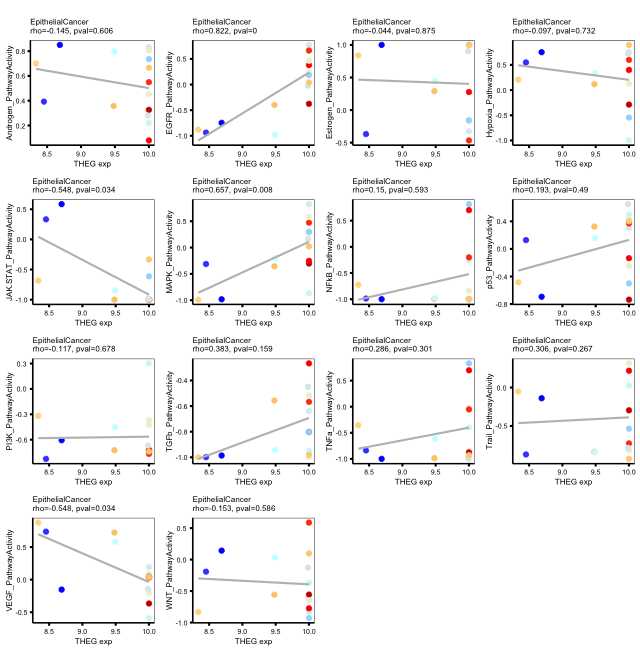 EpithelialCancer
rho=-0.145, pval=0.606
Androgen_PathwayActivity
0.8
0.6
0.4
0.2
8.5 9.0 9.5 10.0
THEG exp
EpithelialCancer
rho=0.822, pval=0
EGFR_PathwayActivity
0.5
0.0
-0.5
-1.0
8.5 9.0 9.5 10.0
THEG exp
EpithelialCancer
rho=-0.044, pval=0.875
Estrogen_PathwayActivity
1.0
0.5
0.0
-0.5
8.5 9.0 9.5 10.0
THEG exp
EpithelialCancer
rho=-0.097, pval=0.732
Hypoxia_PathwayActivity
0.5
0.0
-0.5
-1.0
8.5 9.0 9.5 10.0
THEG exp
EpithelialCancer
rho=-0.548, pval=0.034
JAK.STAT_PathwayActivity
0.5
0.0
-0.5
-1.0
8.5 9.0 9.5 10.0
THEG exp
EpithelialCancer
rho=0.657, pval=0.008
MAPK_PathwayActivity
0.5
0.0
-0.5
-1.0
8.5 9.0 9.5 10.0
THEG exp
EpithelialCancer
rho=0.15, pval=0.593
NFkB_PathwayActivity
0.5
0.0
-0.5
-1.0
8.5 9.0 9.5 10.0
THEG exp
EpithelialCancer
rho=0.193, pval=0.49
p53_PathwayActivity
0.4
0.0
-0.4
-0.8
8.5 9.0 9.5 10.0
THEG exp
EpithelialCancer
rho=-0.117, pval=0.678
PI3K_PathwayActivity
0.3
0.0
-0.3
-0.6
8.5 9.0 9.5 10.0
THEG exp
EpithelialCancer
rho=0.383, pval=0.159
TGFb_PathwayActivity
-0.4
-0.6
-0.8
-1.0
8.5 9.0 9.5 10.0
THEG exp
EpithelialCancer
rho=0.286, pval=0.301
TNFa_PathwayActivity
0.5
0.0
-0.5
-1.0
8.5 9.0 9.5 10.0
THEG exp
EpithelialCancer
rho=0.306, pval=0.267
Trail_PathwayActivity
0.0
-0.5
8.5 9.0 9.5 10.0
THEG exp
EpithelialCancer
rho=-0.548, pval=0.034
VEGF_PathwayActivity
0.5
0.0
-0.5
8.5 9.0 9.5 10.0
THEG exp
EpithelialCancer
rho=-0.153, pval=0.586
WNT_PathwayActivity
0.5
0.0
-0.5
-1.0
8.5 9.0 9.5 10.0
THEG exp